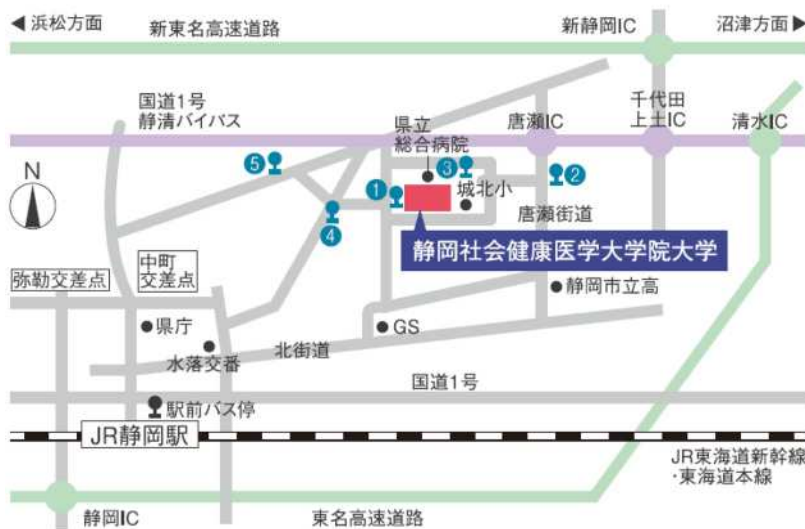 ◀ 浜松方面
新東名高速道路
新静岡IC
沼津方面 ▶
国道1号
静清バイパス
県立
総合病院
唐瀬IC
千代田
上土IC
清水IC
N
⑤
③
②
①
城北小
④
唐瀬街道
静岡社会健康医学大学院大学
中町
交差点
弥勒交差点
静岡市立高
県庁
GS
水落交番
北街道
国道1号
駅前バス停
JR静岡駅
JR東海道新幹線
・東海道本線
静岡IC
東名高速道路